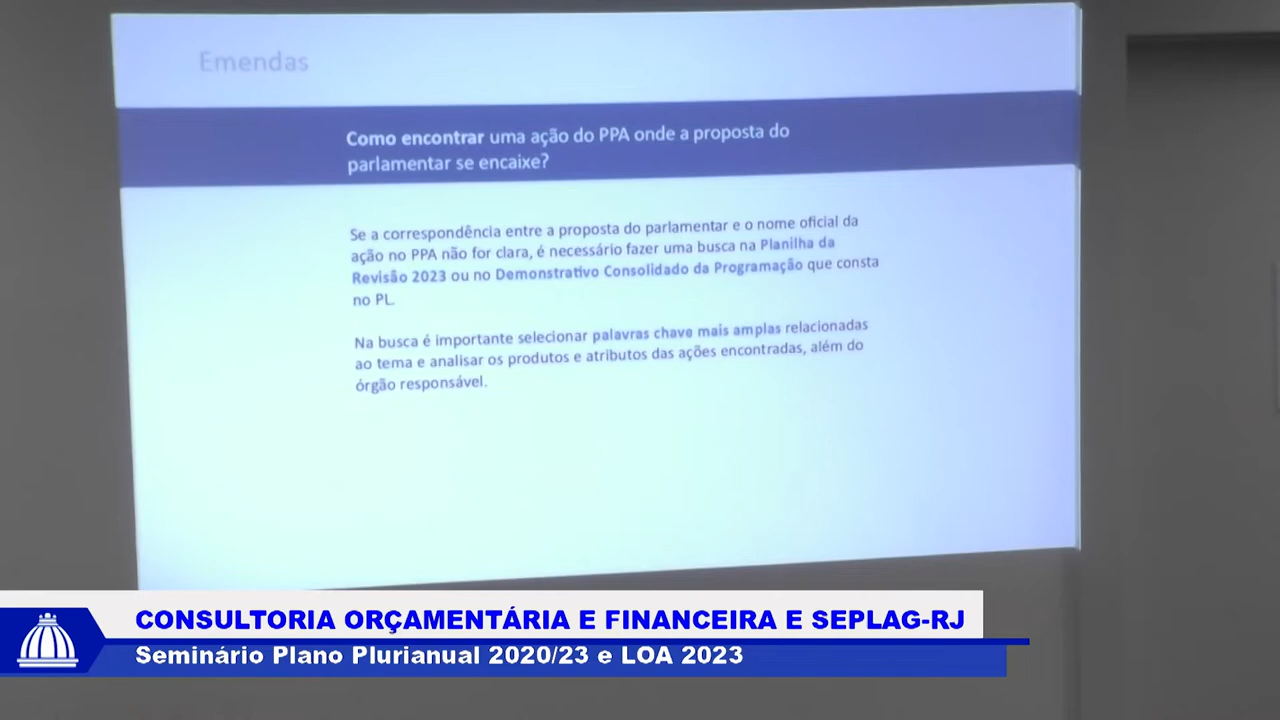 Emendas
Como encontrar uma ação do PPA onde a proposta do
parlamentar se encaixe?
Se a correspondência entre a proposta do parlamentar e o nome oficial da
ação no PPA não for clara, é necessário fazer uma busca na Planilha da
Revisão 2023 ou no Demonstrativo Consolidado da Programação que consta
no PL.
Na busca é importante selecionar palavras chave mais amplas relacionadas
ao tema e analisar os produtos e atributos das ações encontradas, além do
órgão responsável.
CONSULTORIA ORÇAMENTÁRIA E FINANCEIRA E SEPLAG-RJ
Seminário Plano Plurianual 2020/23 e LOA 2023